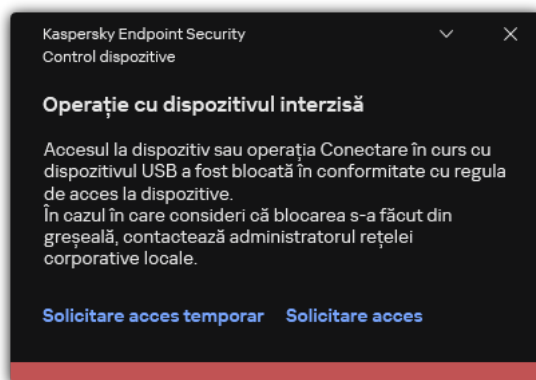 Kaspersky Endpoint Security
Control dispozitive
Operație cu dispozitivul interzisă
Accesul la dispozitiv sau operația Conectare în curs cu
dispozitivul USB a fost blocată în conformitate cu regula
de acces la dispozitive.
În cazul în care consideri că blocarea s-a făcut din
greșeală, contactează administratorul rețelei
corporative locale.
Solicitare acces temporar Solicitare acces